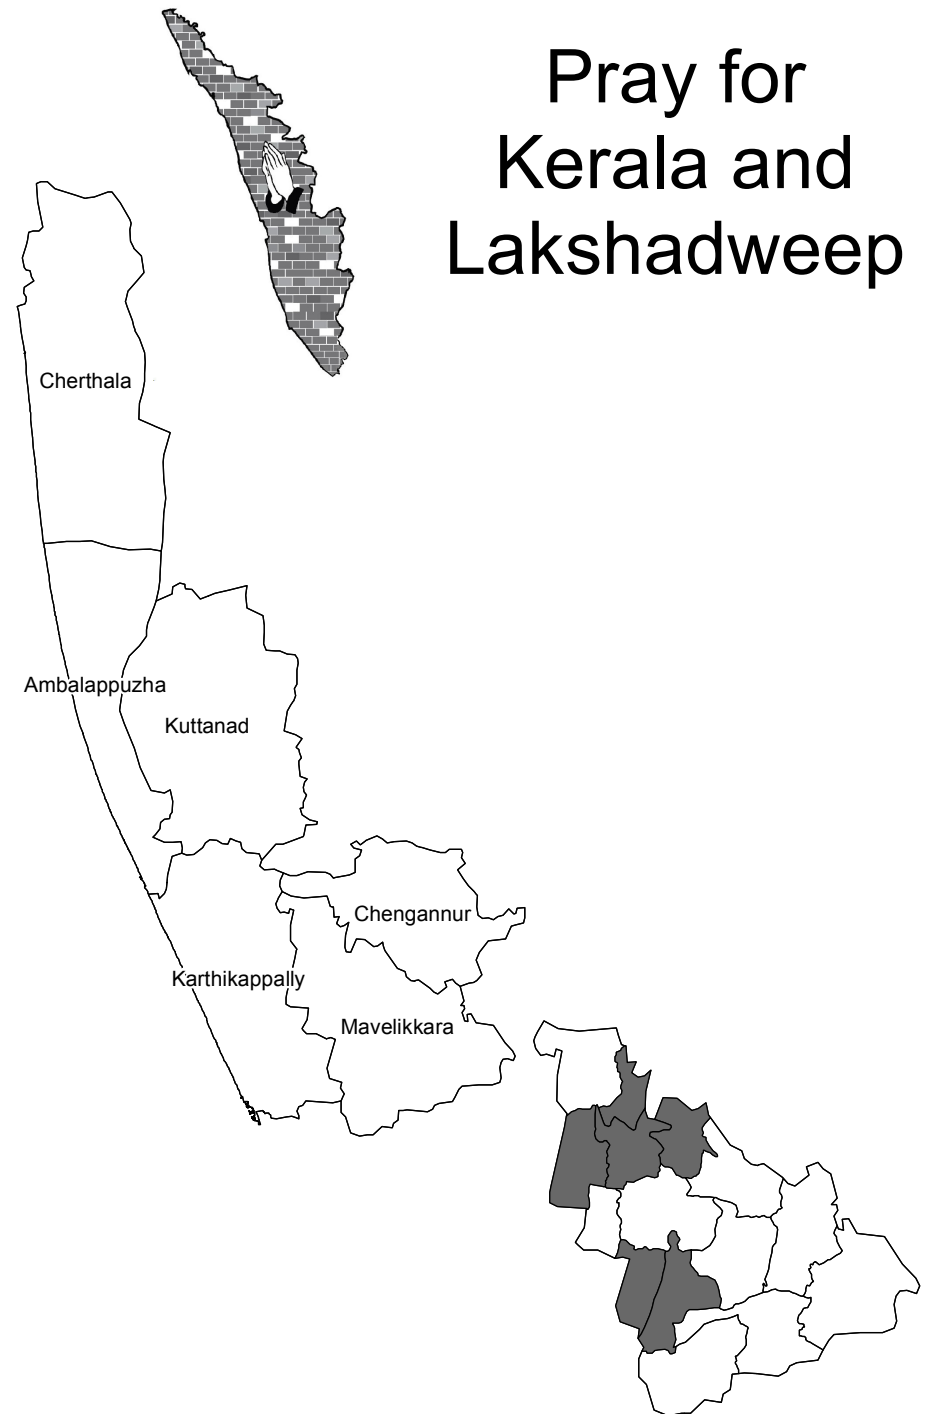 Pray for
Kerala and
Lakshadweep
Cherthala
Ambalappuzha
Kuttanad
Chengannur
Karthikappally
Mavelikkara